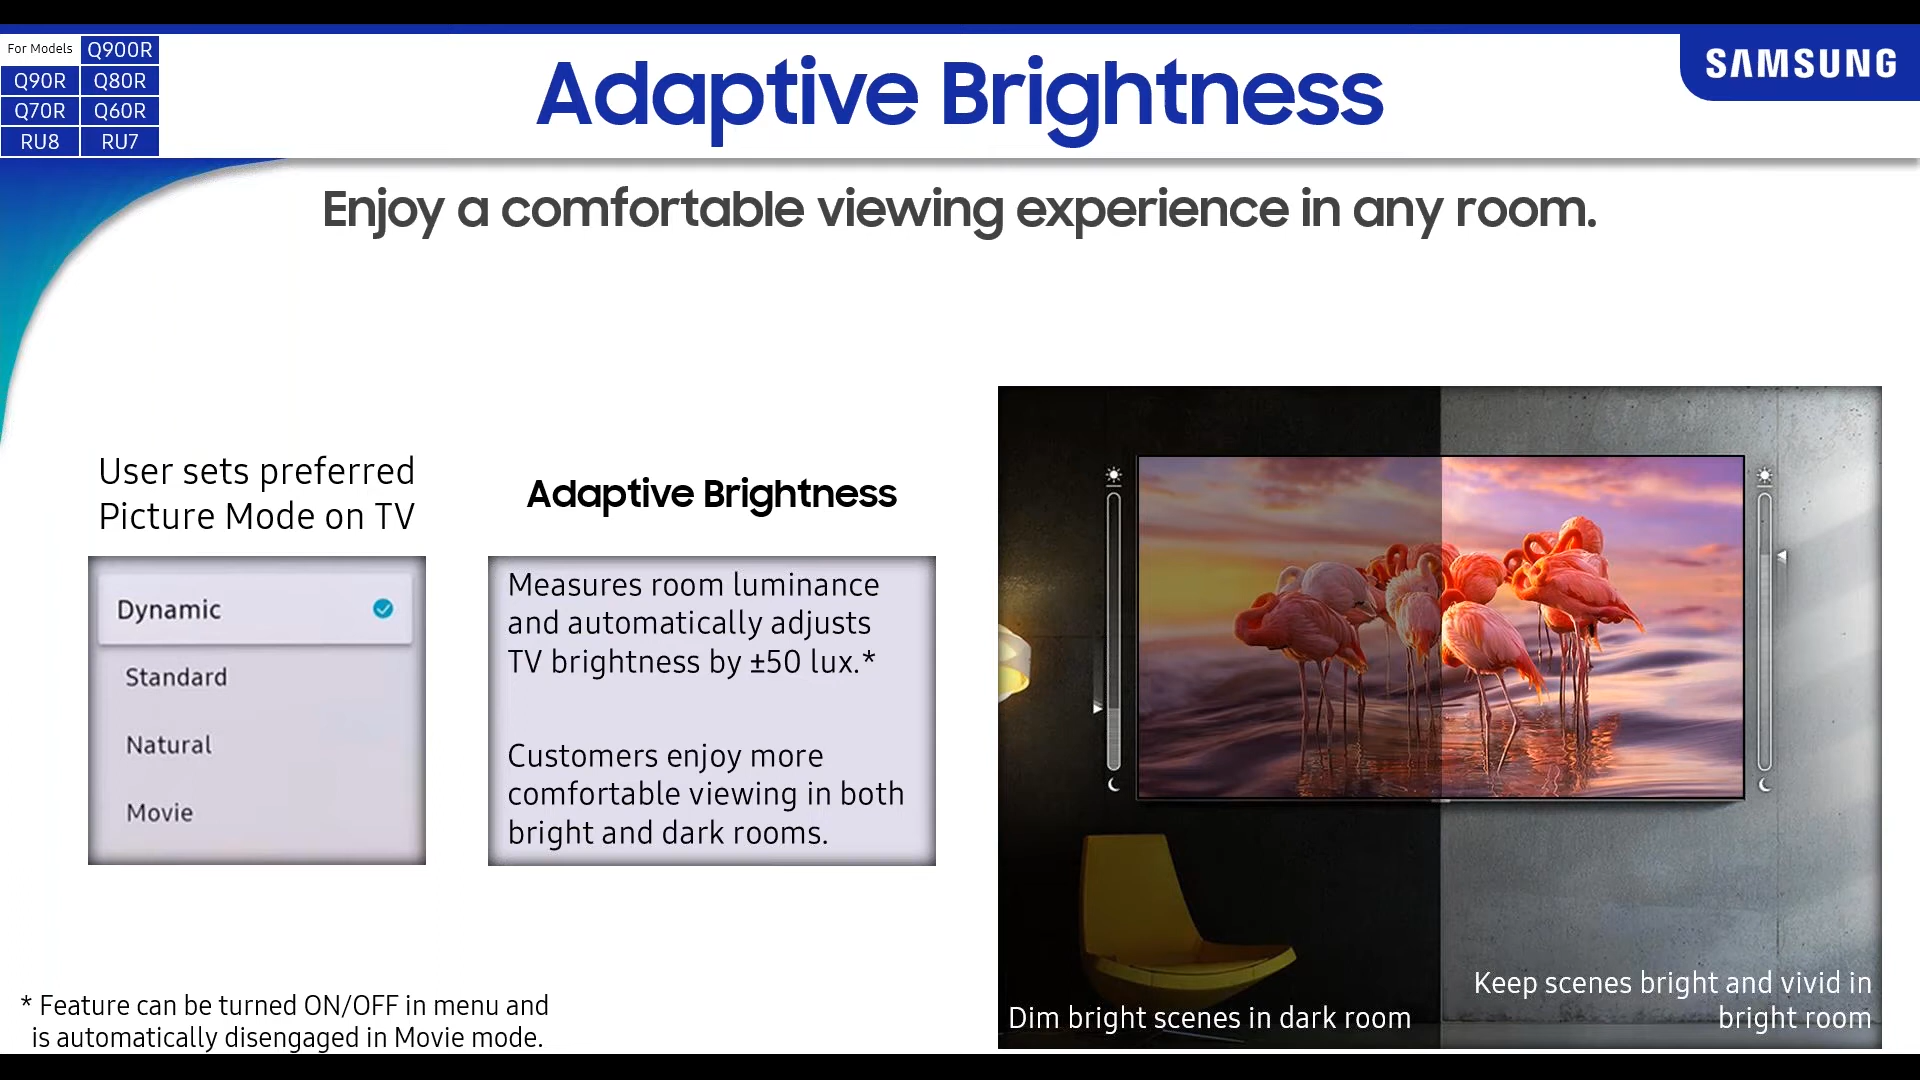 For Models Q900R
Q90R Q80R
Q70R Q60R
RU8 RU7
Adaptive Brightness
SAMSUNG
Enjoy a comfortable viewing experience in any room.
User sets preferred
Picture Mode on TV
Dynamic
Standard
Natural
Movie
Adaptive Brightness
Measures room luminance
and automatically adjusts
TV brightness by ±50 lux.*
Customers enjoy more
comfortable viewing in both
bright and dark rooms.
Dim bright scenes in dark room
Keep scenes bright and vivid in
bright room
* Feature can be turned ON/OFF in menu and
is automatically disengaged in Movie mode.